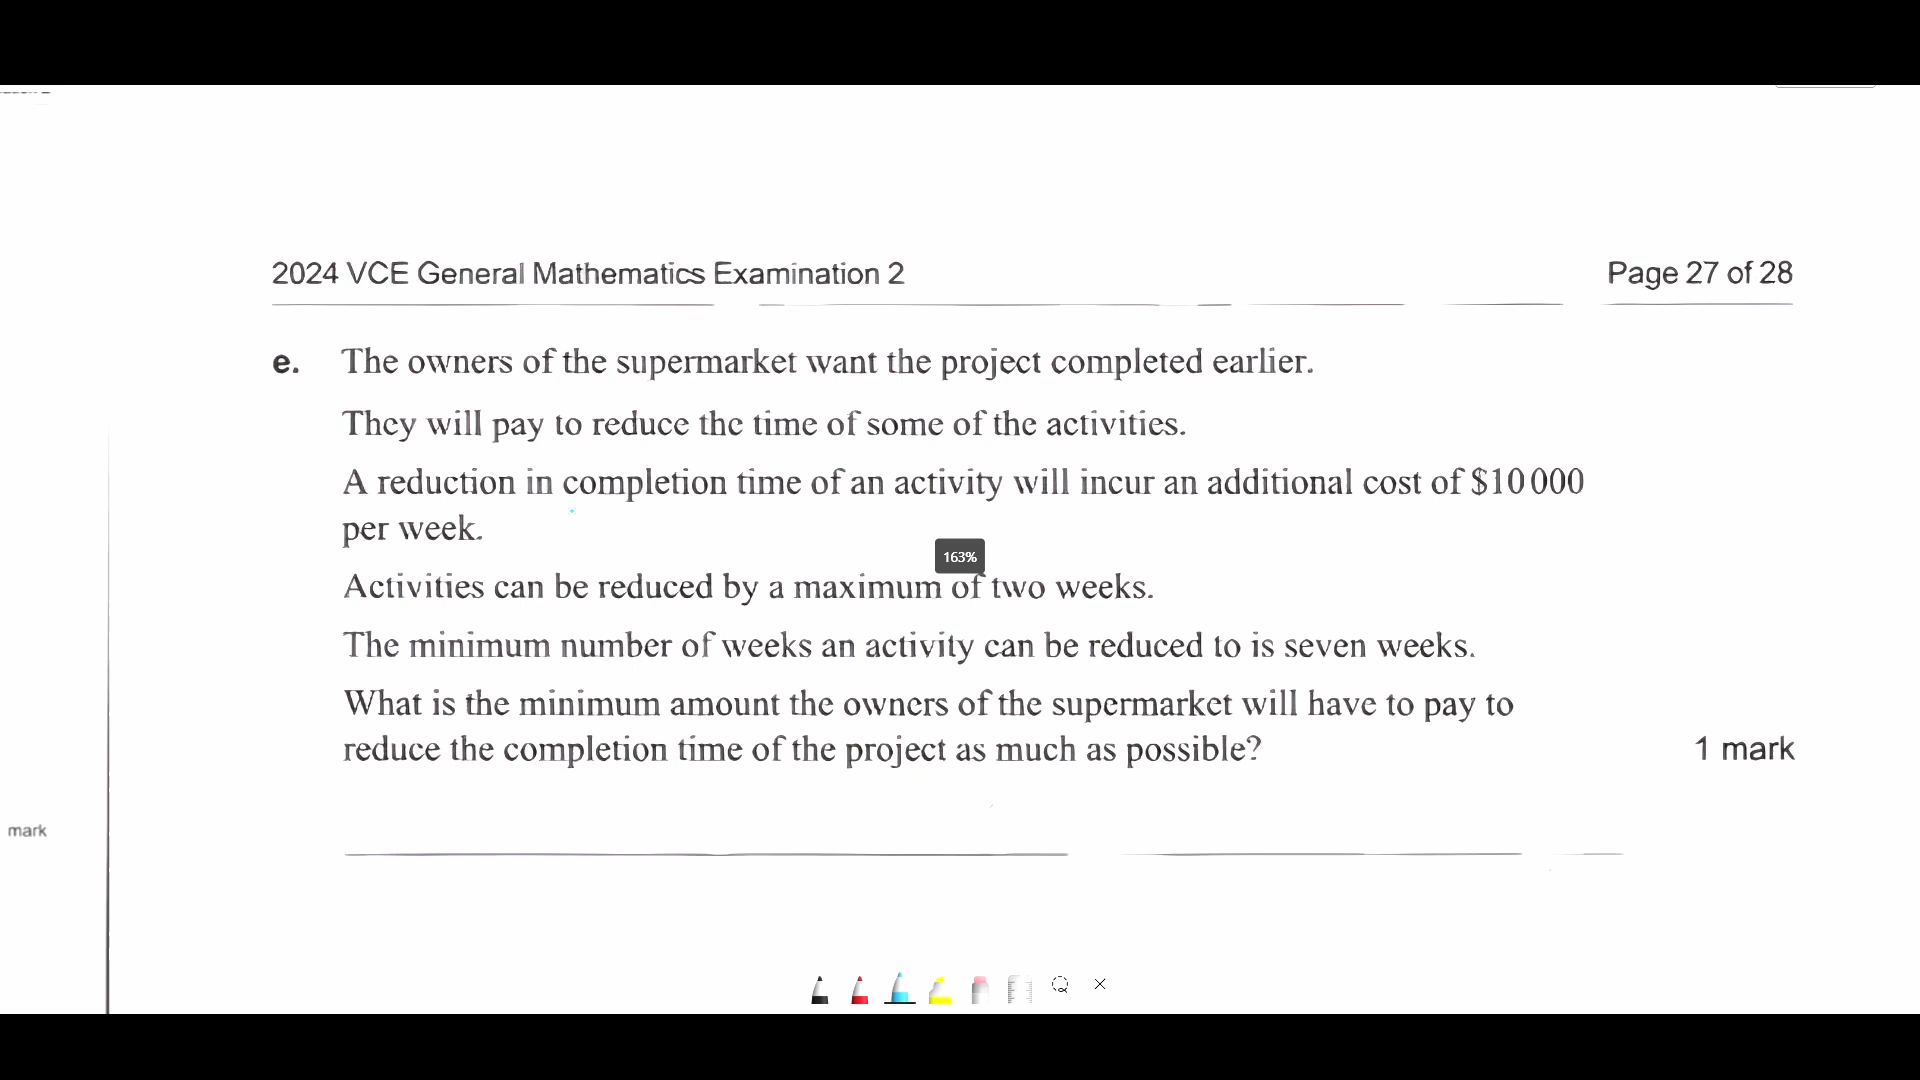 2024 VCE General Mathematics Examination 2
Page 27 of 28
e. The owners of the supermarket want the project completed earlier.
They will pay to reduce the time of some of the activities.
A reduction in completion time of an activity will incur an additional cost of $10 000
per week.
163%
Activities can be reduced by a maximum of two weeks.
The minimum number of weeks an activity can be reduced to is seven weeks.
What is the minimum amount the owners of the supermarket will have to pay to
reduce the completion time of the project as much as possible?
1 mark
mark